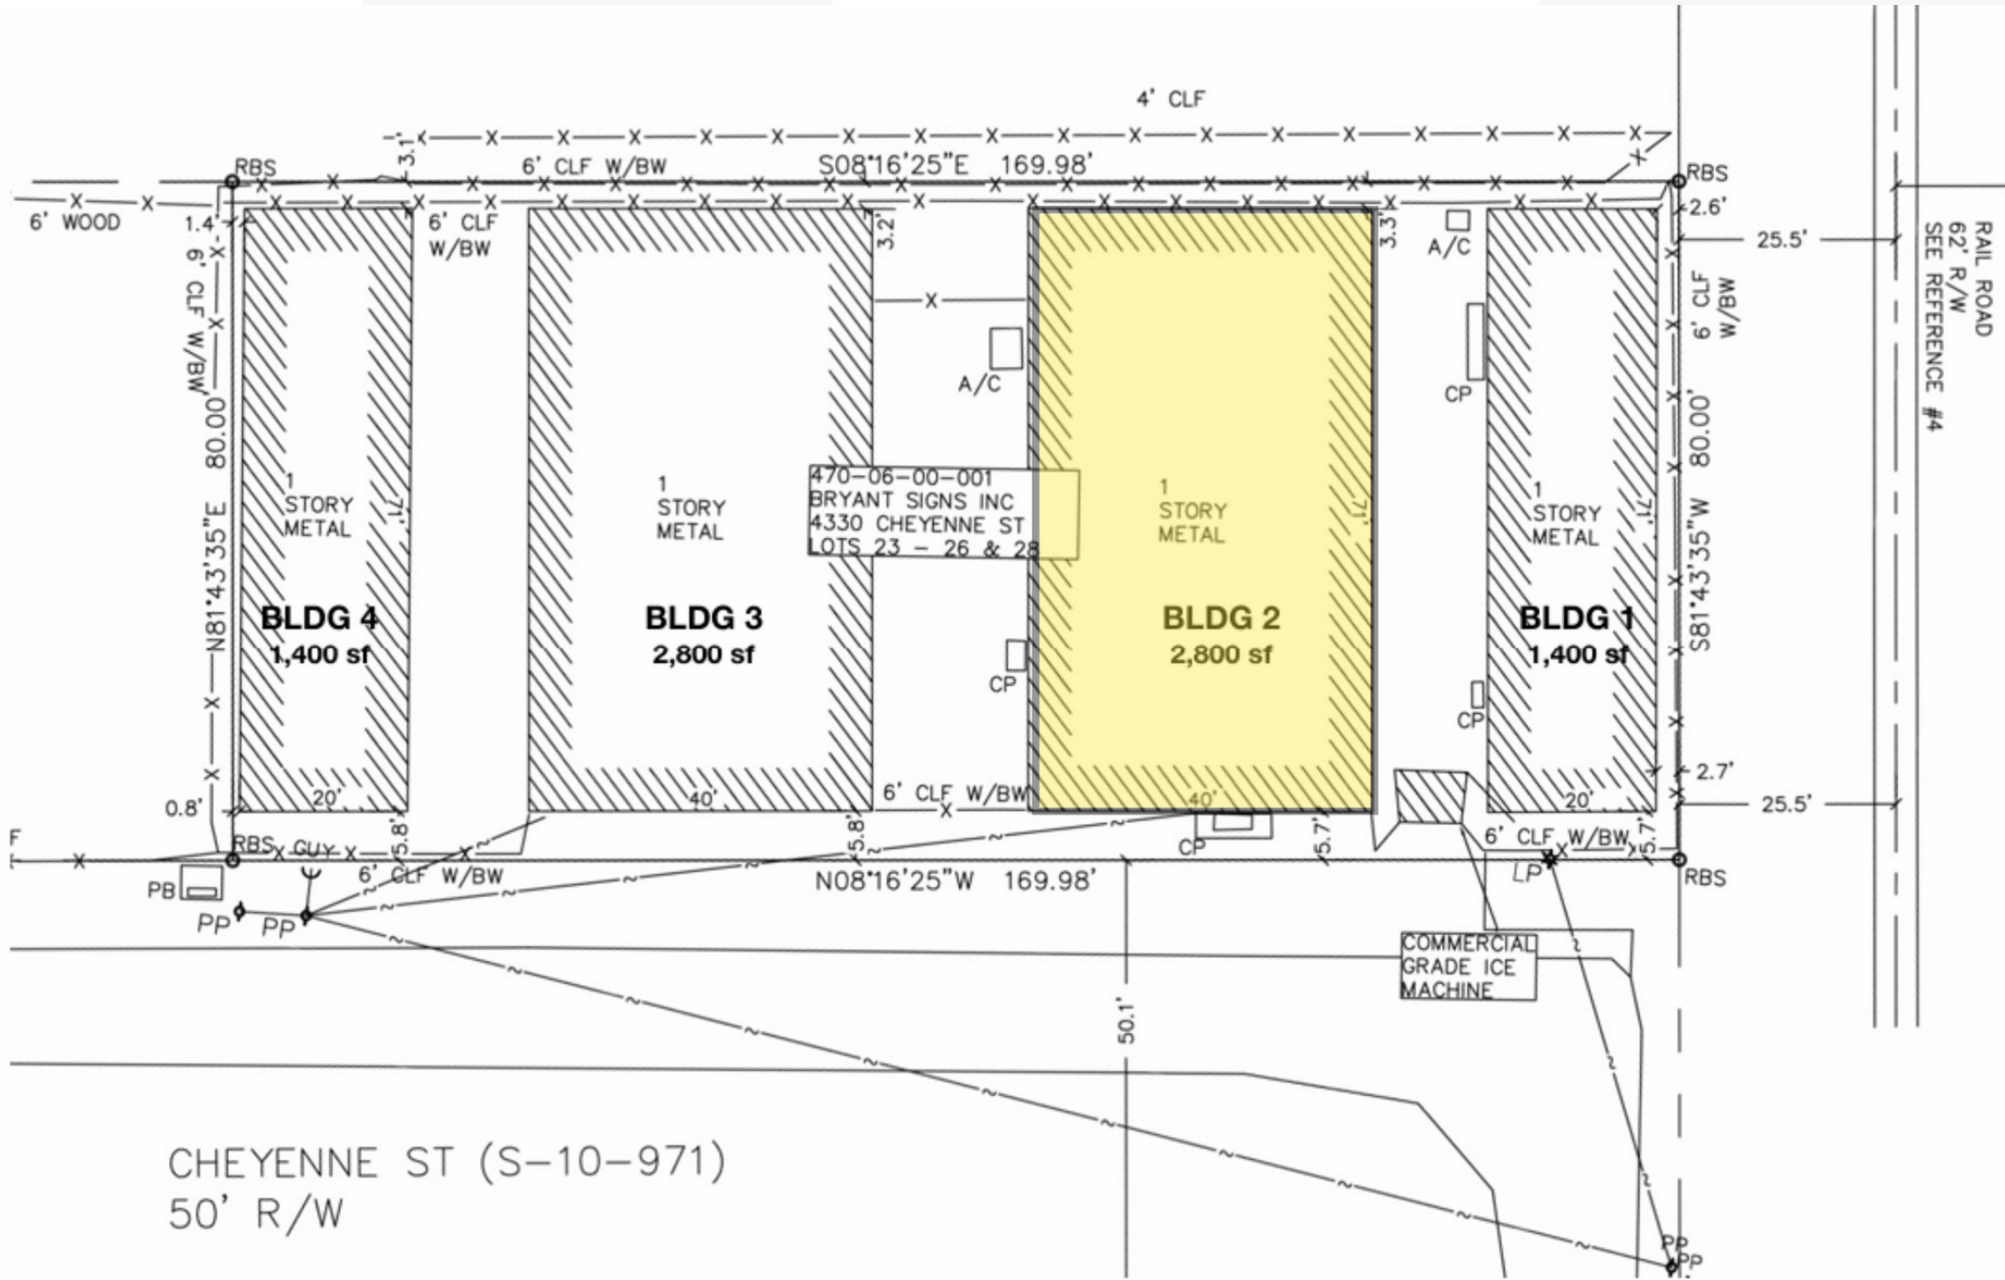 4' CLF
3.1'
6' CLF W/BW
S08°16'25"E 169.98'
RBS
RBS
6' WOOD
1.4'
6' CLF
W/BW
3.2'
3.3'
A/C
2.6'
25.5'
RAIL ROAD
62' R/W
SEE REFERENCE #4
6' CLF W/BW
6' CLF
W/BW
A/C
CP
N81°43'35"E 80.00'
S81°43'35"W 80.00'
470-06-00-001
BRYANT SIGNS INC
4330 CHEYENNE ST
LOTS 23 - 26 & 28
1
STORY
METAL
71'
1
STORY
METAL
1
STORY
METAL
71'
1
STORY
METAL
71'
BLDG 4
1,400 sf
BLDG 3
2,800 sf
BLDG 2
2,800 sf
BLDG 1
1,400 sf
CP
CP
2.7'
0.8'
20'
40'
6' CLF W/BW
40'
20'
25.5'
5.8'
5.8'
5.7'
5.7'
6' CLF W/BW
F
RBS
GUY
CP
LP
RBS
PB
6' CLF W/BW
N08°16'25"W 169.98'
PP
PP
COMMERCIAL
GRADE ICE
MACHINE
50.1'
CHEYENNE ST (S-10-971)
50' R/W
PP
PP